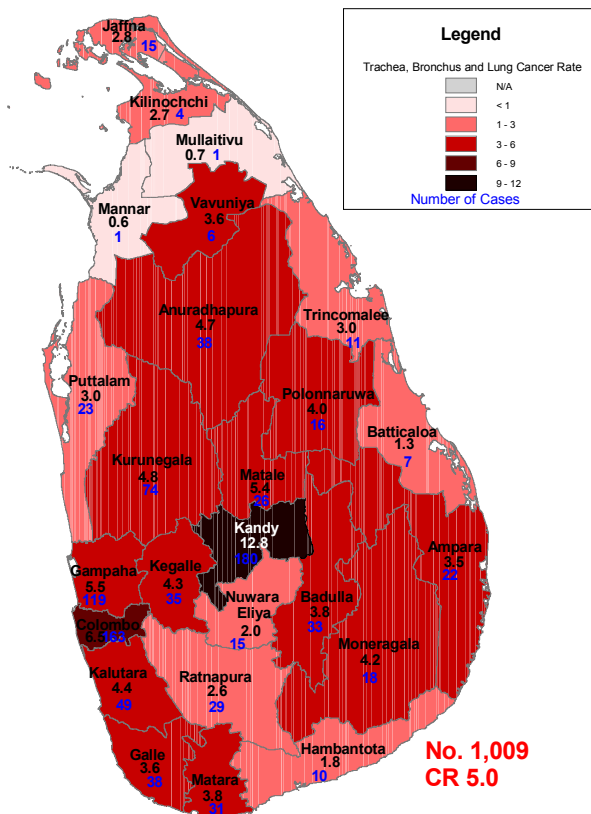 Jaffna
2.8
15
Kilinochchi
2.7 4
Mullaitivu
0.7 1
Mannar
0.6
1
Vavuniya
3.6
6
Anuradhapura
4.7
38
Trincomalee
3.0
11
Puttalam
3.0
23
Polonnaruwa
4.0
16
Batticaloa
1.3
7
Kurunegala
4.8
74
Matale
5.4
26
Kandy
12.8
180
Ampara
3.5
22
Gampaha
5.5
119
Kegalle
4.3
35
Nuwara
Eliya
2.0
15
Badulla
3.8
33
Colombo
6.5 163
Moneragala
4.2
18
Kalutara
4.4
49
Ratnapura
2.6
29
Hambantota
1.8
10
Galle
3.6
38
Matara
3.8
31
No. 1,009
CR 5.0
Legend
Trachea, Bronchus and Lung Cancer Rate
N/A
< 1
1 - 3
3 - 6
6 - 9
9 - 12
Number of Cases